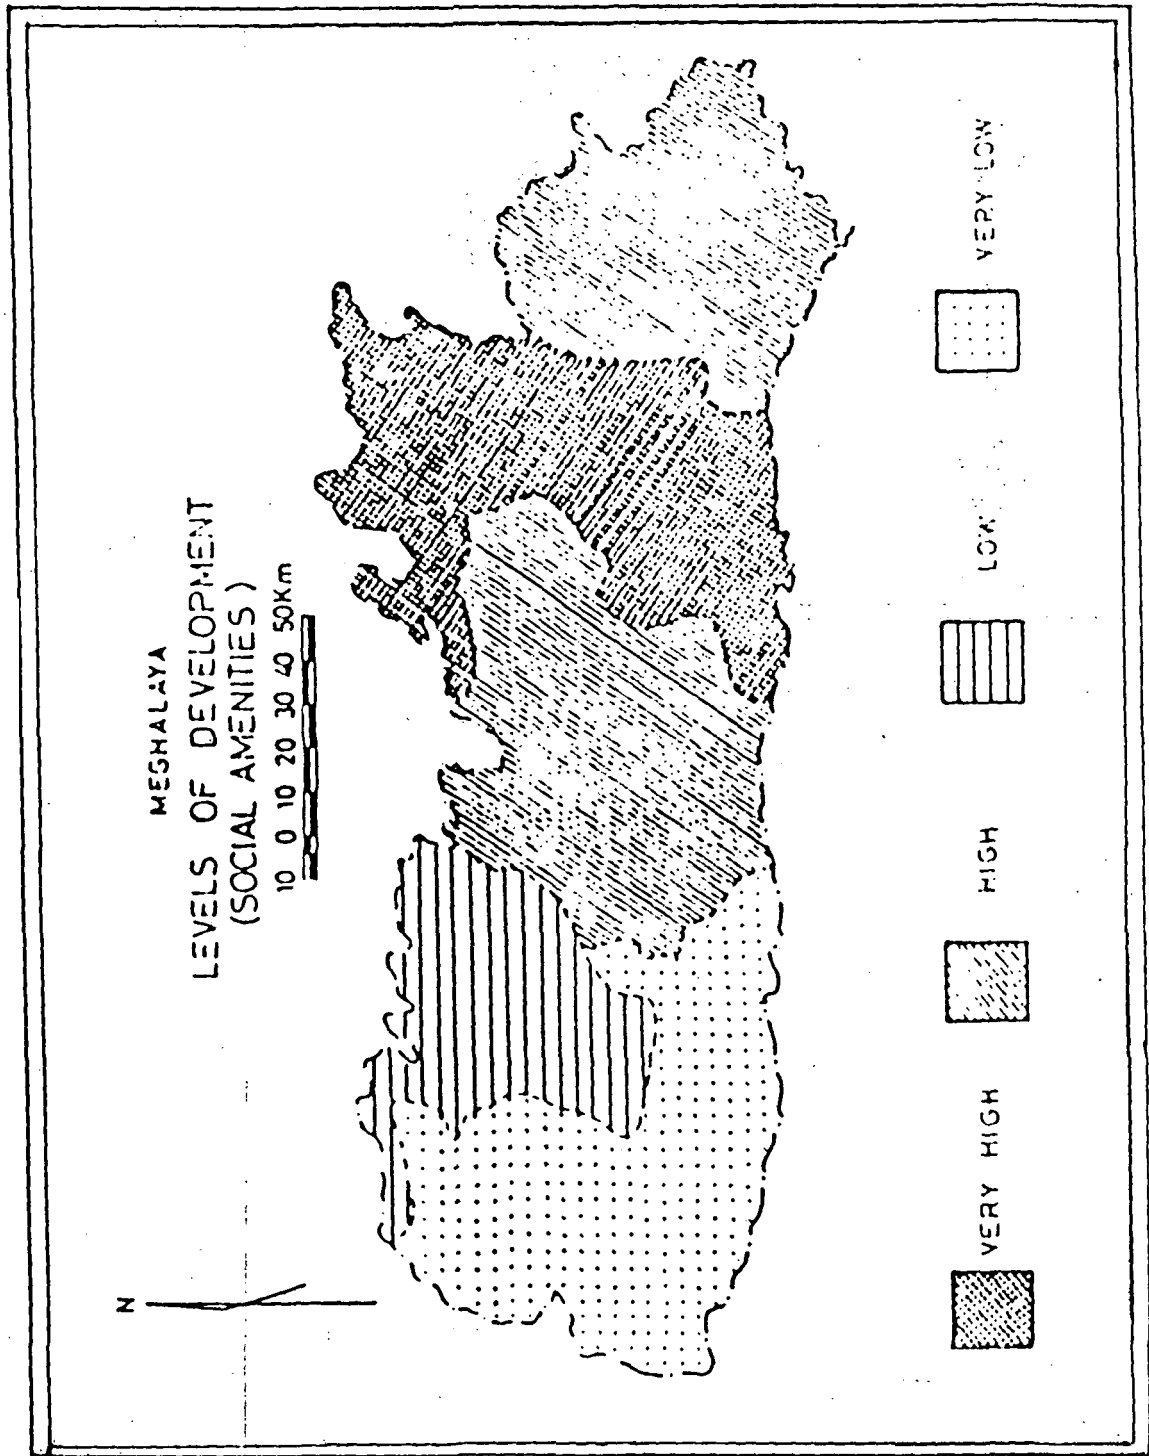 MEGHALAYA
LEVELS OF DEVELOPMENT
(SOCIAL AMENITIES)
10 0 10 20 30 40 50Km
N
VERY HIGH
HIGH
LOW
VERY LOW